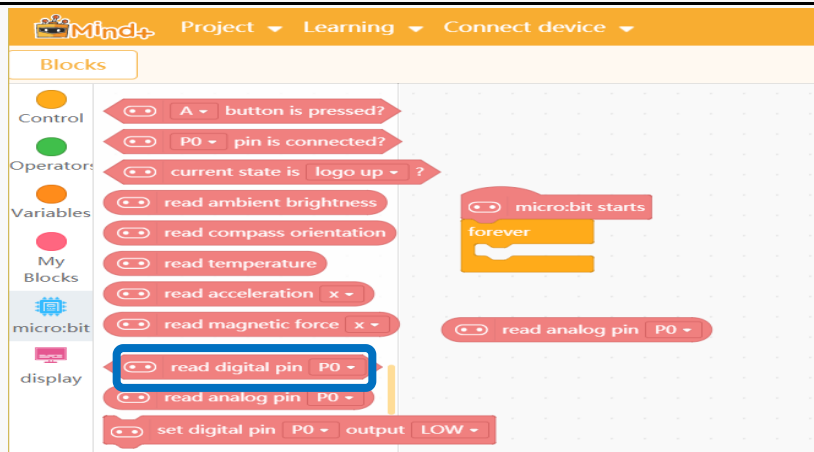 Mind+ Project Learning Connect device
Blocks
Control
Operators
Variables
My
Blocks
micro:bit
display
A button is pressed?
P0 pin is connected?
current state is logo up ?
read ambient brightness
read compass orientation
read temperature
read acceleration x
read magnetic force x
read digital pin P0
read analog pin P0
set digital pin P0 output LOW
micro:bit starts
forever
read analog pin P0